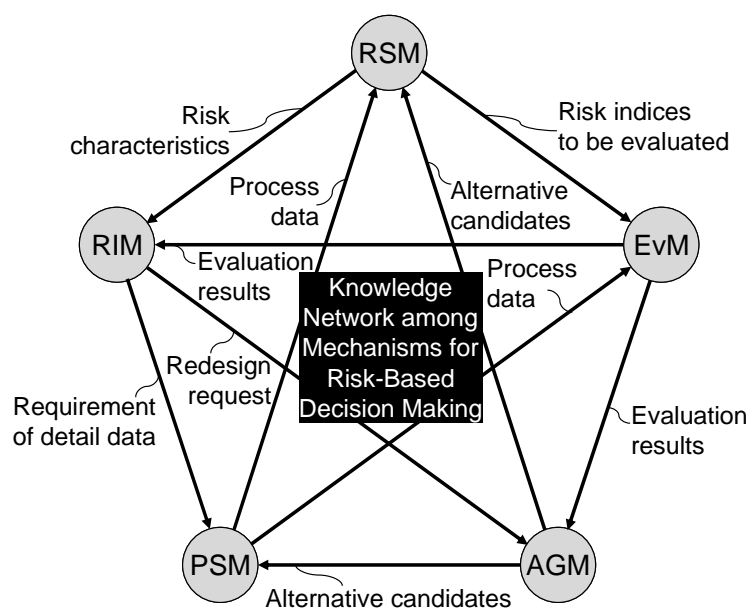 RSM
Risk
characteristics
Risk indices
to be evaluated
Process
data
Alternative
candidates
RIM
EvM
Evaluation
results
Process
data
Knowledge
Network among
Mechanisms for
Risk-Based
Decision Making
Redesign
request
Requirement
of detail data
Evaluation
results
PSM
AGM
Alternative candidates